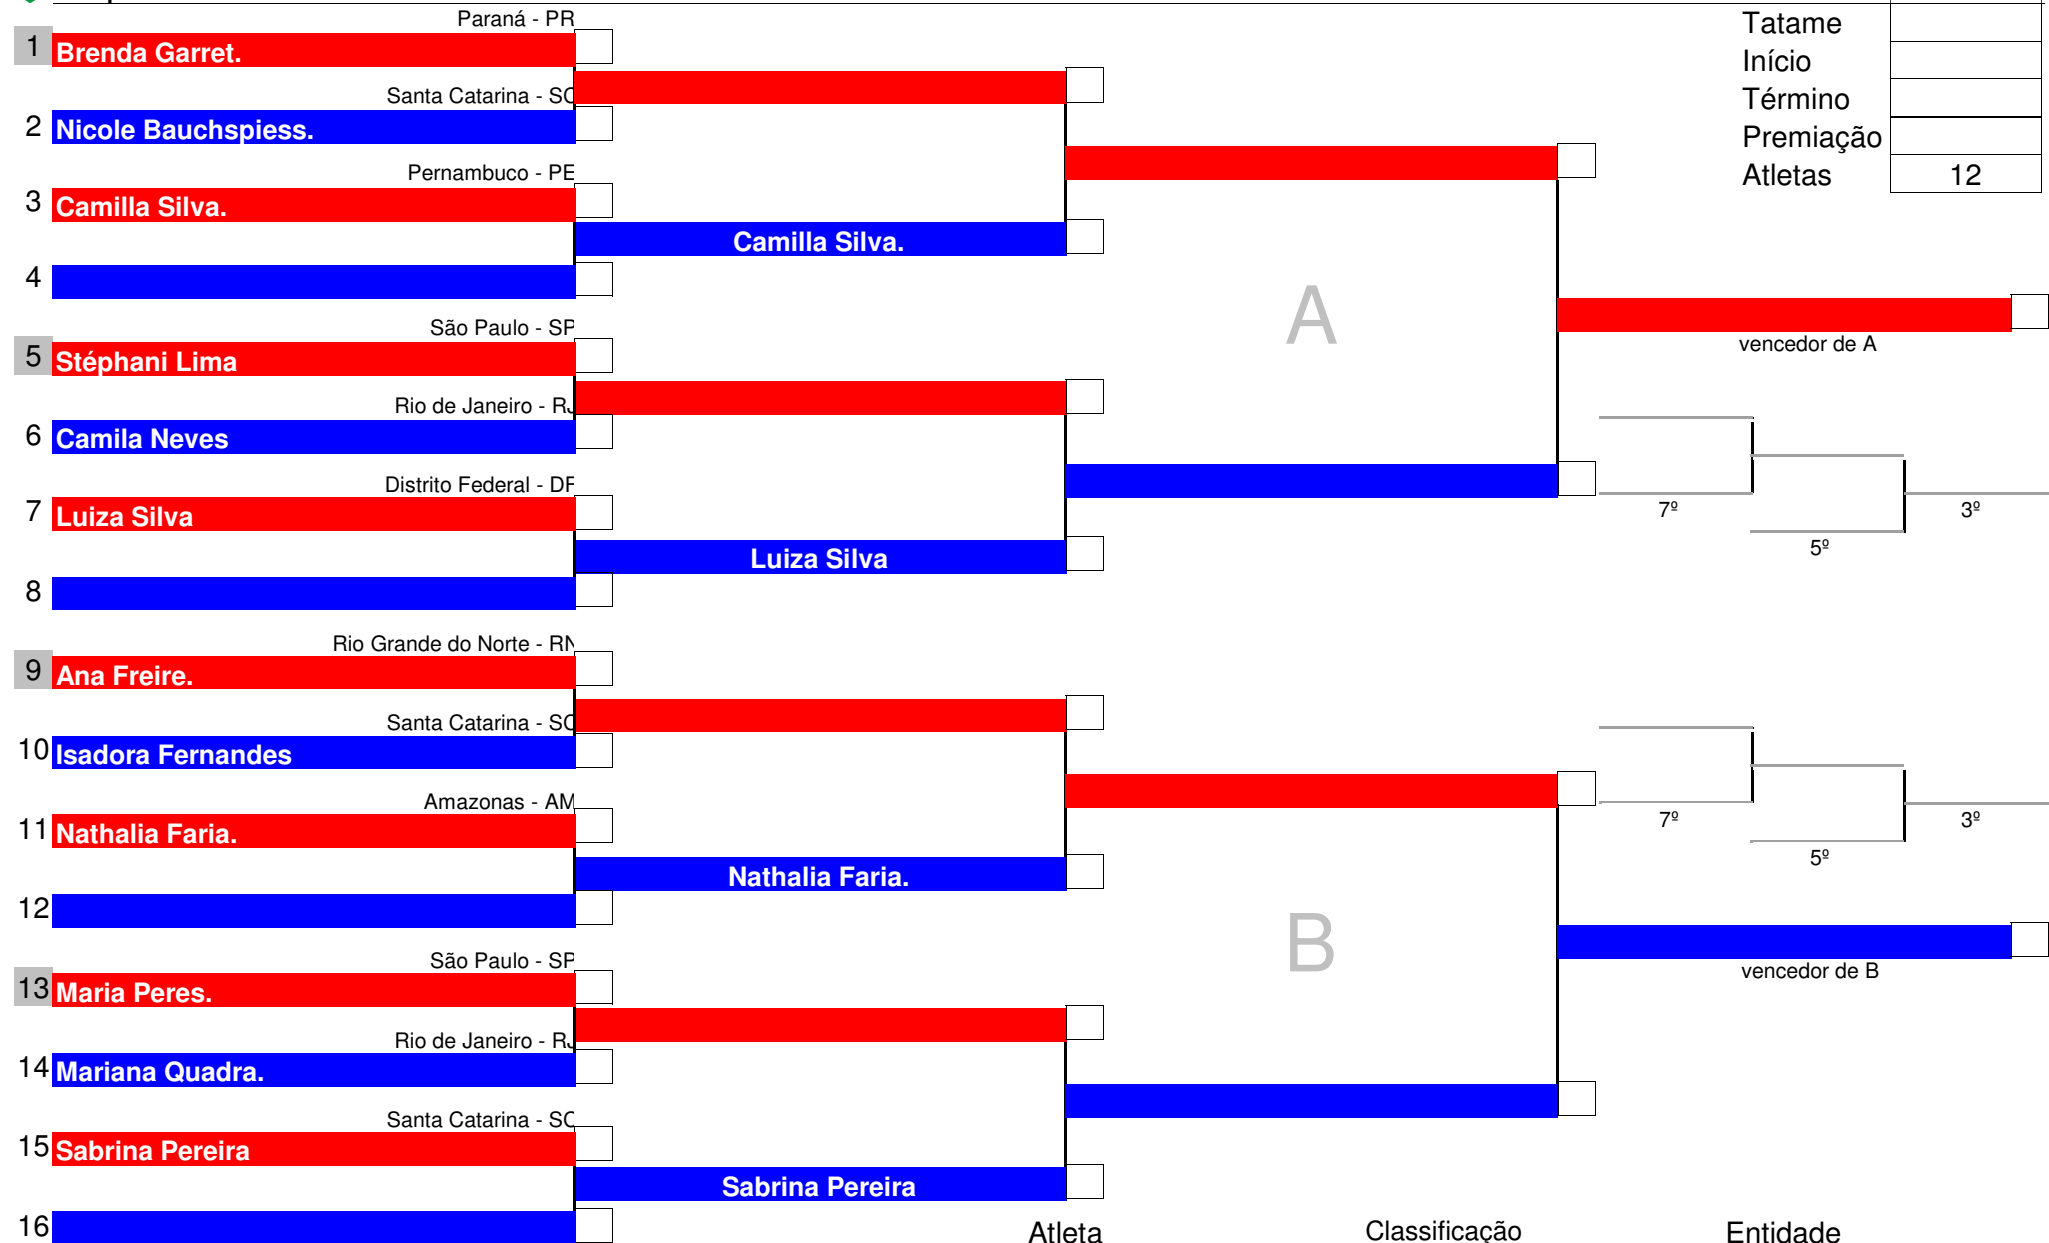 Paraná - PR
1 Brenda Garret.
Santa Catarina - SC
2 Nicole Bauchspiess.
Pernambuco - PE
3 Camilla Silva.
Camilla Silva.
4
São Paulo - SP
5 Stéphani Lima
Rio de Janeiro - RJ
6 Camila Neves
Distrito Federal - DF
7 Luiza Silva
Luiza Silva
8
Rio Grande do Norte - RN
9 Ana Freire.
Santa Catarina - SC
10 Isadora Fernandes
Amazonas - AM
11 Nathalia Faria.
Nathalia Faria.
12
São Paulo - SP
13 Maria Peres.
Rio de Janeiro - RJ
14 Mariana Quadra.
Santa Catarina - SC
15 Sabrina Pereira
Sabrina Pereira
16
A
B
Tatame
Início
Término
Premiação
Atletas 12
vencedor de A
7º
3º
5º
7º
3º
5º
vencedor de B
Atleta Classificação Entidade